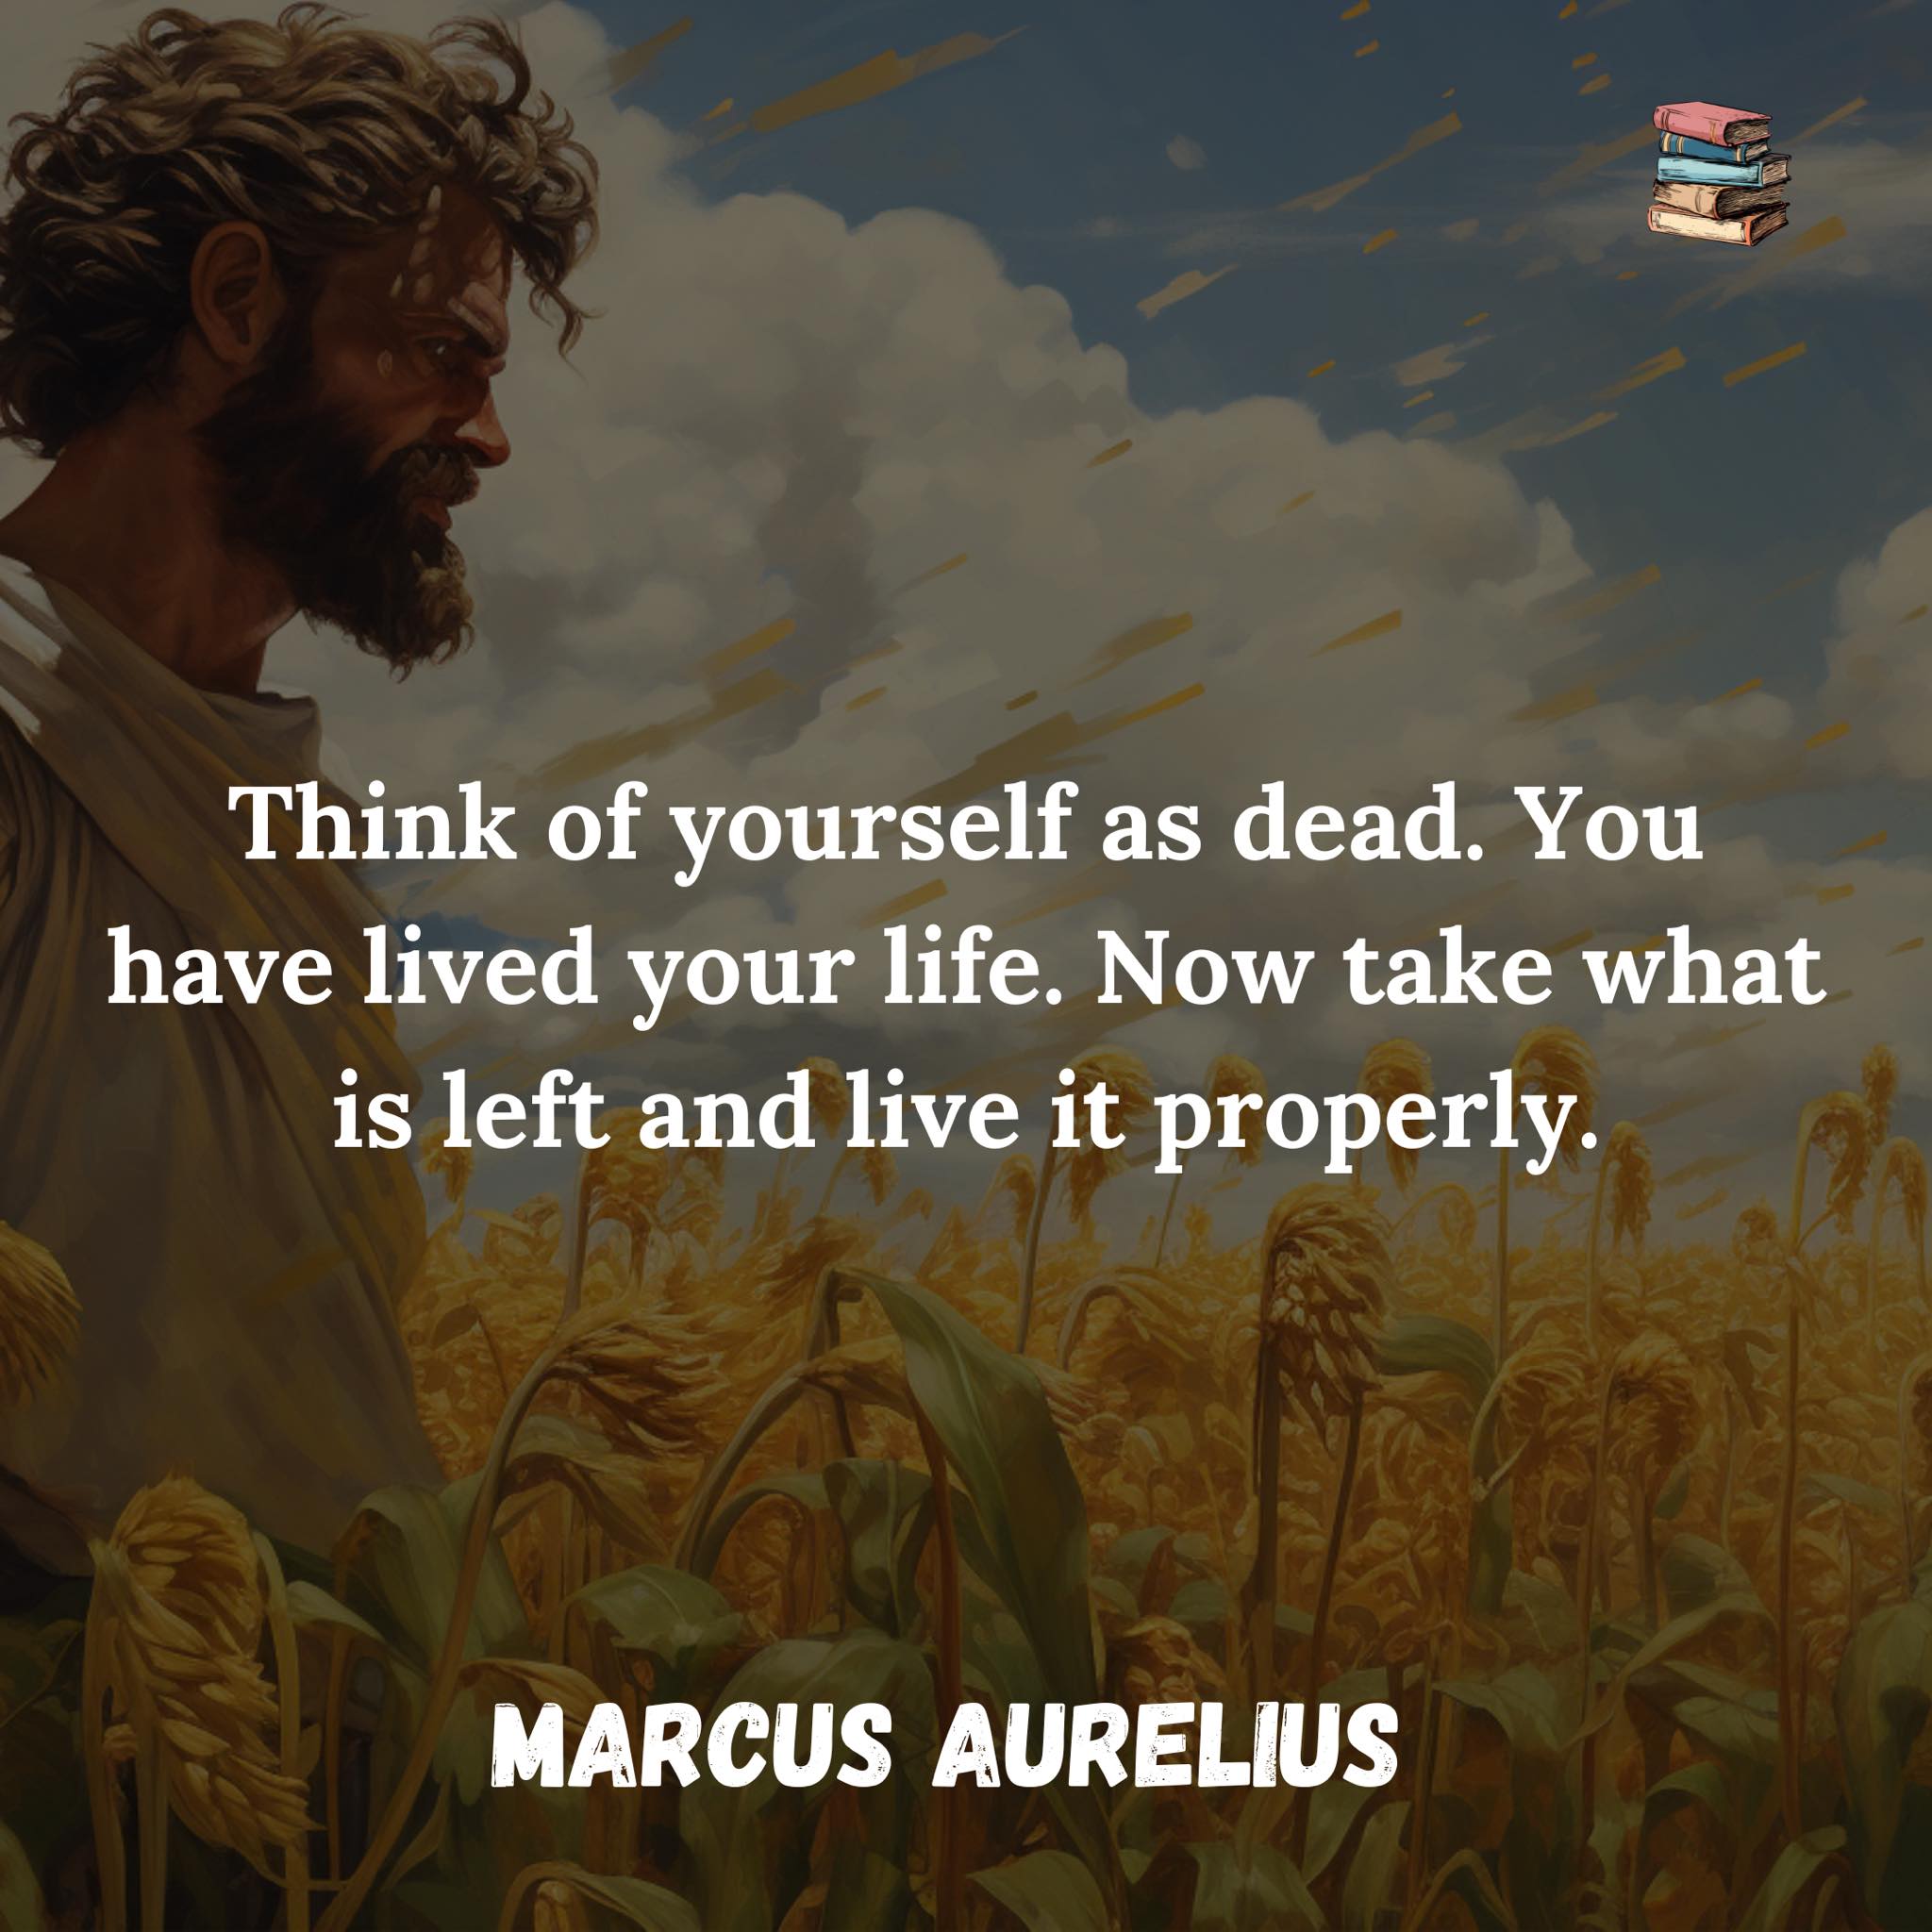 Think of yourself as dead. You
have lived your life. Now take what
is left and live it properly.
MARCUS AURELIUS